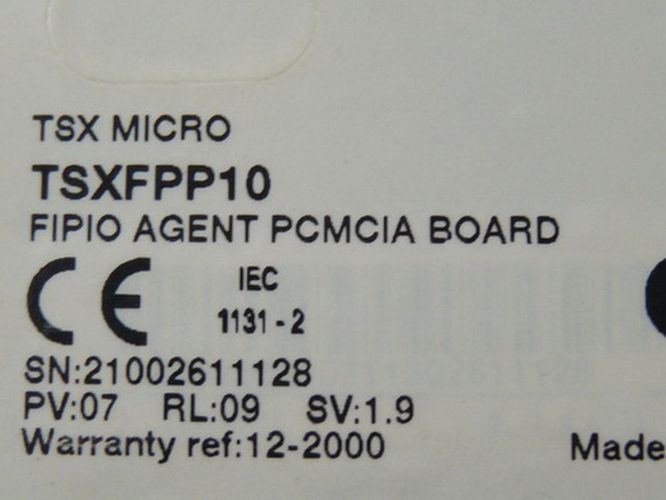 TSX MICRO
TSXFPP10
FIPIO AGENT PCMCIA BOARD
CE IEC
1131-2
SN:21002611128
PV:07 RL:09 SV:1.9
Warranty ref:12-2000 Made